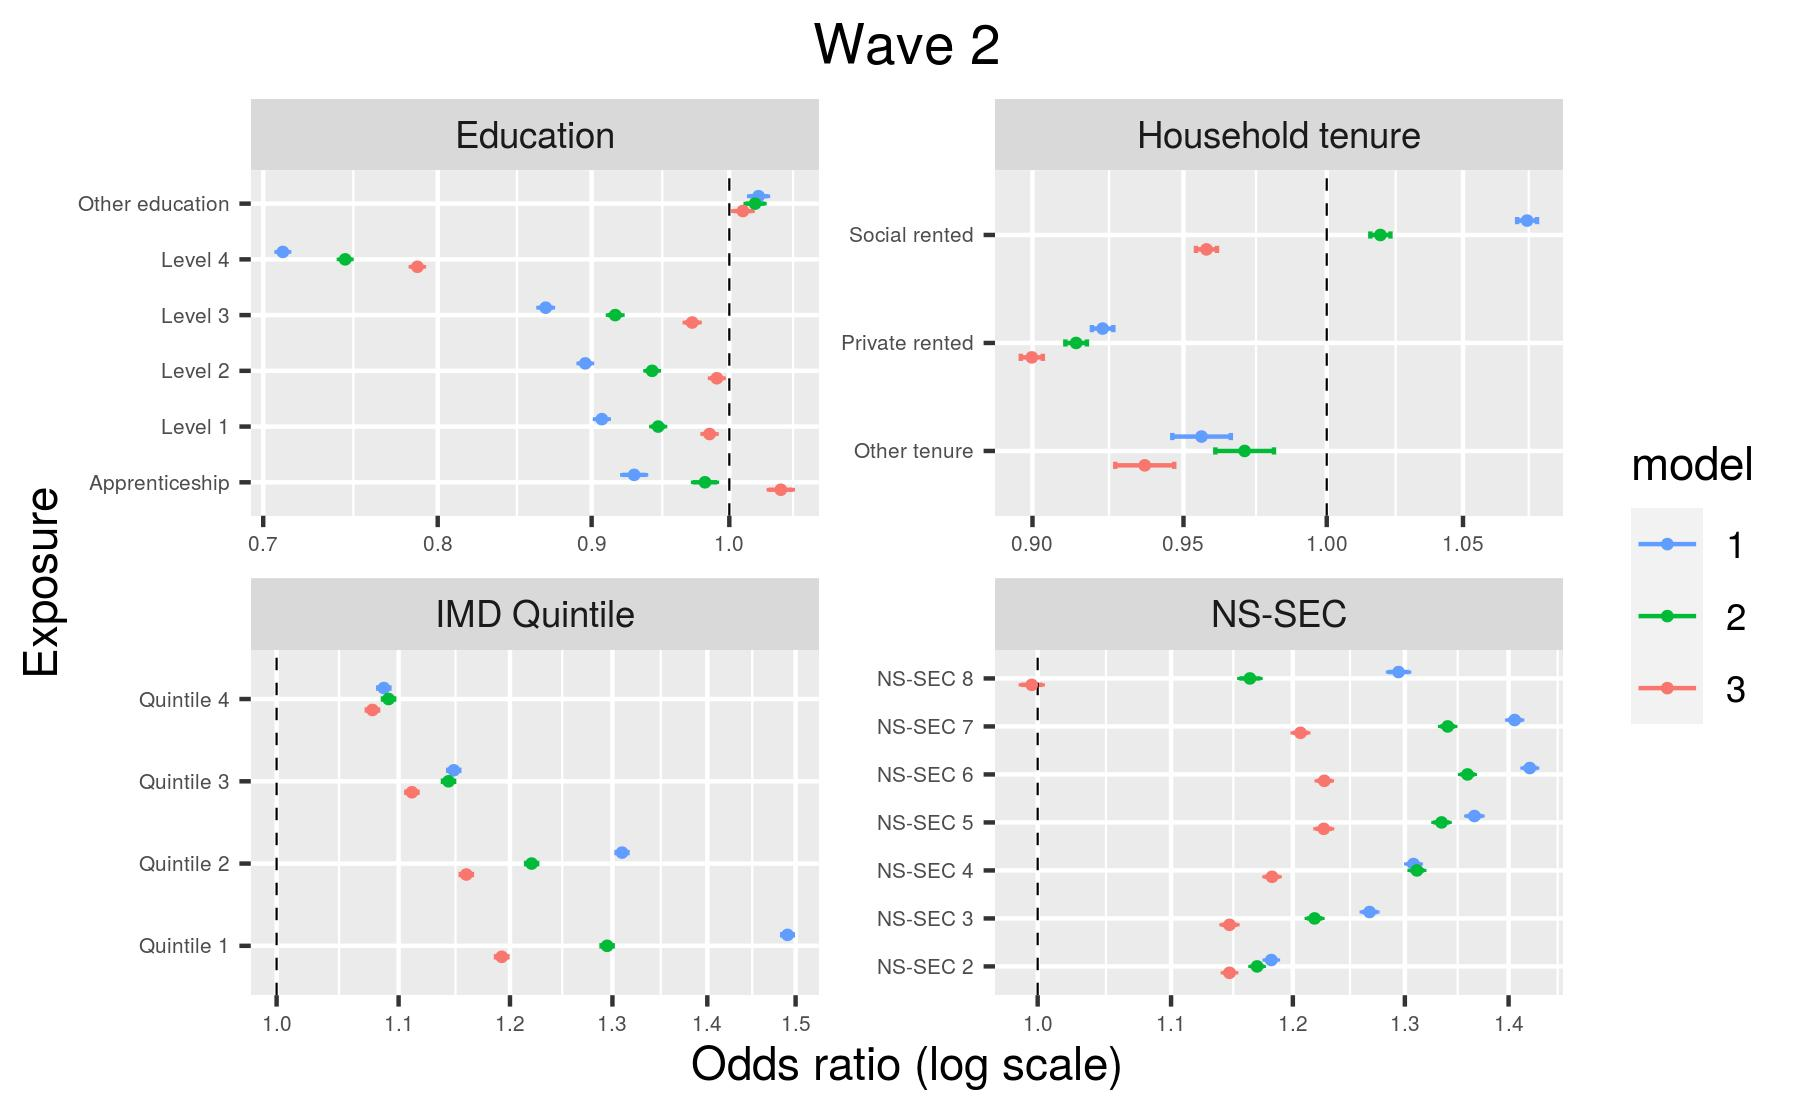 Wave 2
Education
Other education
Level 4
Level 3
Level 2
Level 1
Apprenticeship
0.7 0.8 0.9 1.0
Household tenure
Social rented
Private rented
Other tenure
0.90 0.95 1.00 1.05
IMD Quintile
Quintile 4
Quintile 3
Quintile 2
Quintile 1
1.0 1.1 1.2 1.3 1.4 1.5
NS-SEC
NS-SEC 8
NS-SEC 7
NS-SEC 6
NS-SEC 5
NS-SEC 4
NS-SEC 3
NS-SEC 2
1.0 1.1 1.2 1.3 1.4
Exposure
Odds ratio (log scale)
model
1
2
3